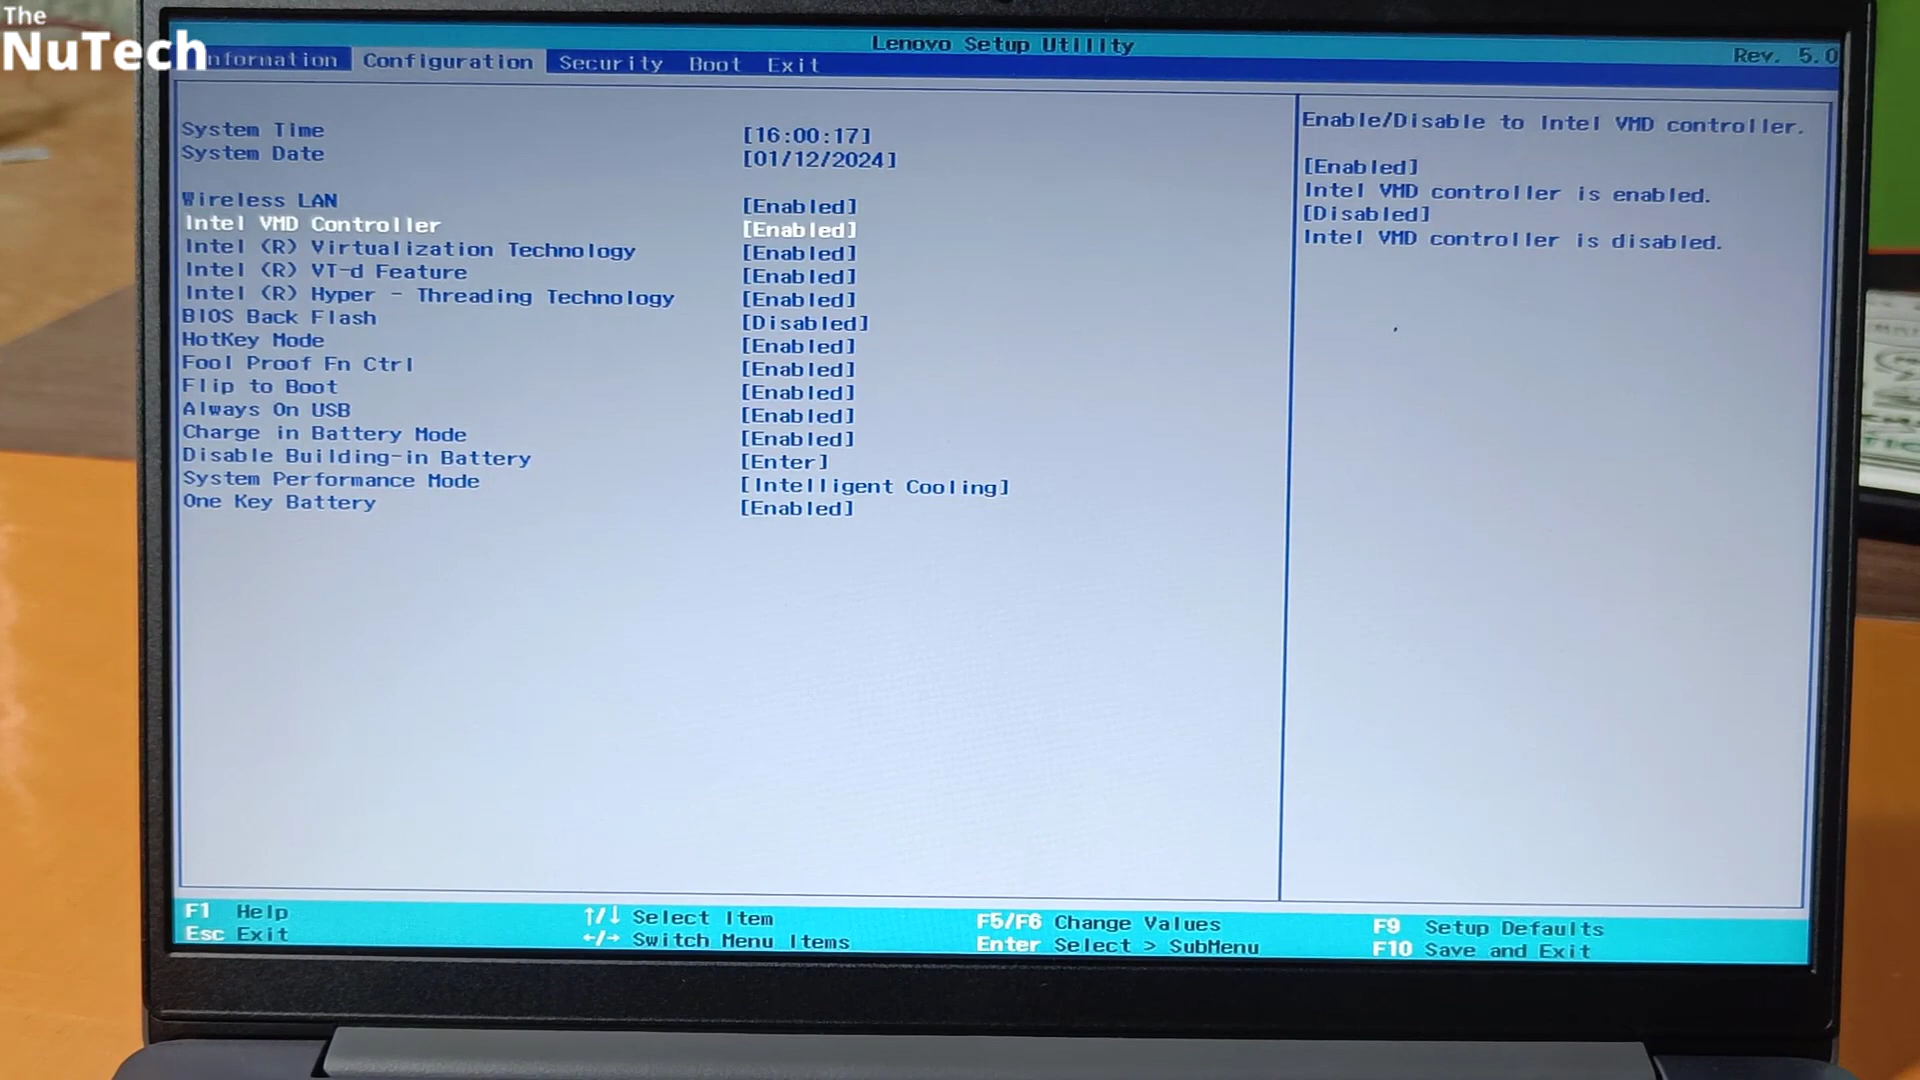 The
NuTech
Lenovo Setup Utility
Rev. 5.0
Information Configuration Security Boot Exit
System Time [16:00:17]
System Date [01/12/2024]
Wireless LAN [Enabled]
Intel VMD Controller [Enabled]
Intel (R) Virtualization Technology [Enabled]
Intel (R) VT-d Feature [Enabled]
Intel (R) Hyper - Threading Technology [Enabled]
BIOS Back Flash [Disabled]
HotKey Mode [Enabled]
Fool Proof Fn Ctrl [Enabled]
Flip to Boot [Enabled]
Always On USB [Enabled]
Charge in Battery Mode [Enabled]
Disable Building-in Battery [Enter]
System Performance Mode [Intelligent Cooling]
One Key Battery [Enabled]
Enable/Disable to Intel VMD controller.
[Enabled]
Intel VMD controller is enabled.
[Disabled]
Intel VMD controller is disabled.
F1 Help ↑/↓ Select Item F5/F6 Change Values F9 Setup Defaults
Esc Exit ←/→ Switch Menu Items Enter Select > SubMenu F10 Save and Exit